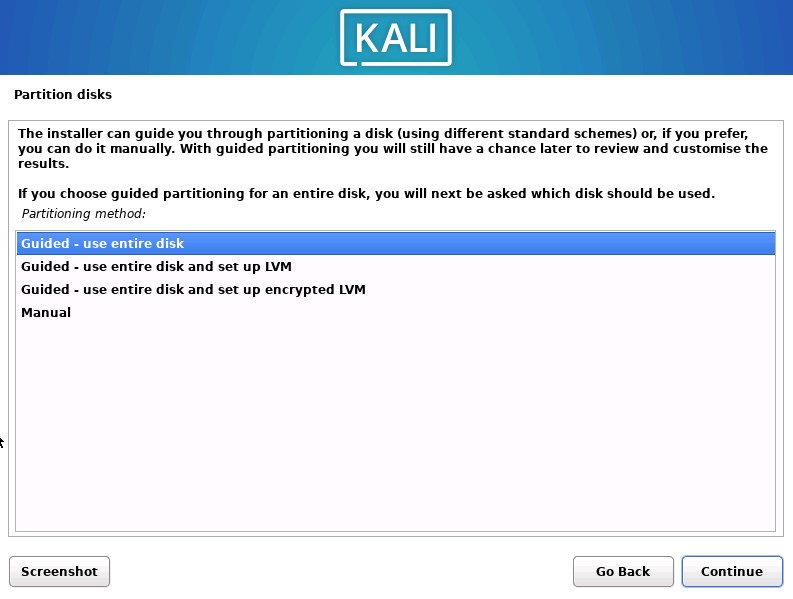 KALI
Partition disks
The installer can guide you through partitioning a disk (using different standard schemes) or, if you prefer,
you can do it manually. With guided partitioning you will still have a chance later to review and customise the
results.
If you choose guided partitioning for an entire disk, you will next be asked which disk should be used.
Partitioning method:
Guided - use entire disk
Guided - use entire disk and set up LVM
Guided - use entire disk and set up encrypted LVM
Manual
Screenshot
Go Back
Continue